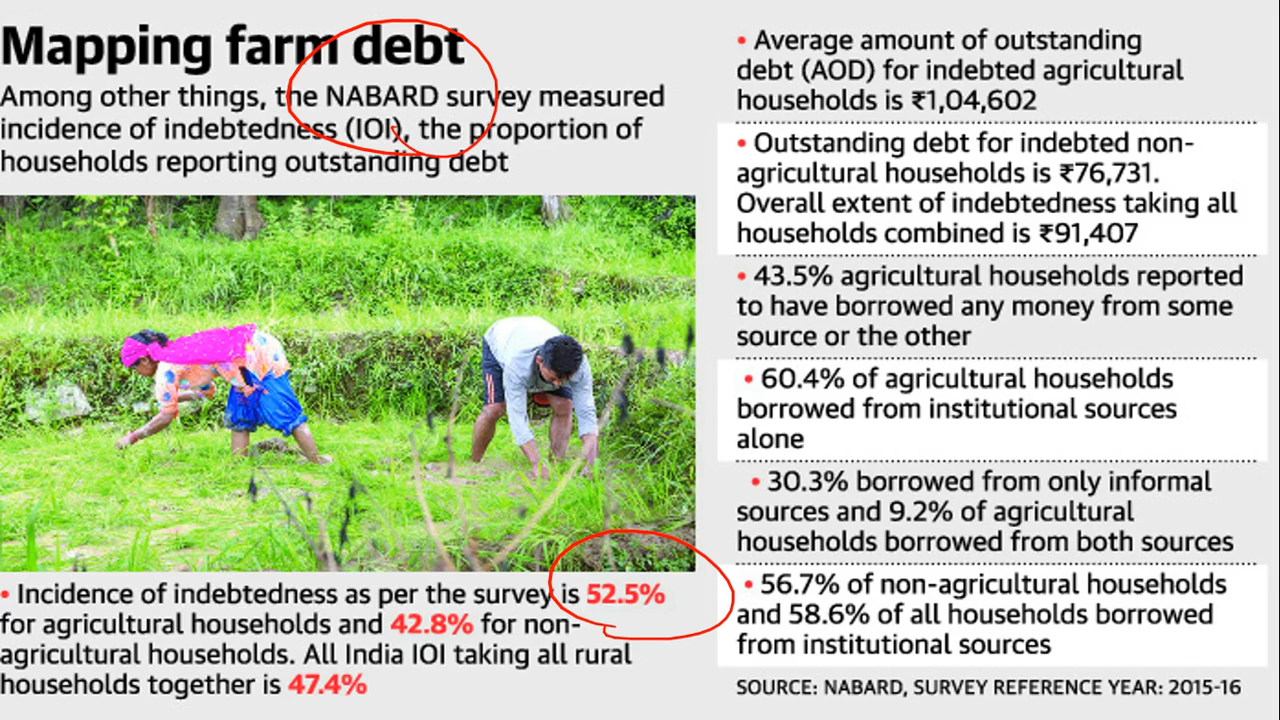 Mapping farm debt
Among other things, the NABARD survey measured
incidence of indebtedness (IOI), the proportion of
households reporting outstanding debt
• Incidence of indebtedness as per the survey is 52.5%
for agricultural households and 42.8% for non-
agricultural households. All India IOI taking all rural
households together is 47.4%
• Average amount of outstanding
debt (AOD) for indebted agricultural
households is ₹1,04,602
• Outstanding debt for indebted non-
agricultural households is ₹76,731.
Overall extent of indebtedness taking all
households combined is ₹91,407
• 43.5% agricultural households reported
to have borrowed any money from some
source or the other
• 60.4% of agricultural households
borrowed from institutional sources
alone
• 30.3% borrowed from only informal
sources and 9.2% of agricultural
households borrowed from both sources
• 56.7% of non-agricultural households
and 58.6% of all households borrowed
from institutional sources
SOURCE: NABARD, SURVEY REFERENCE YEAR: 2015-16